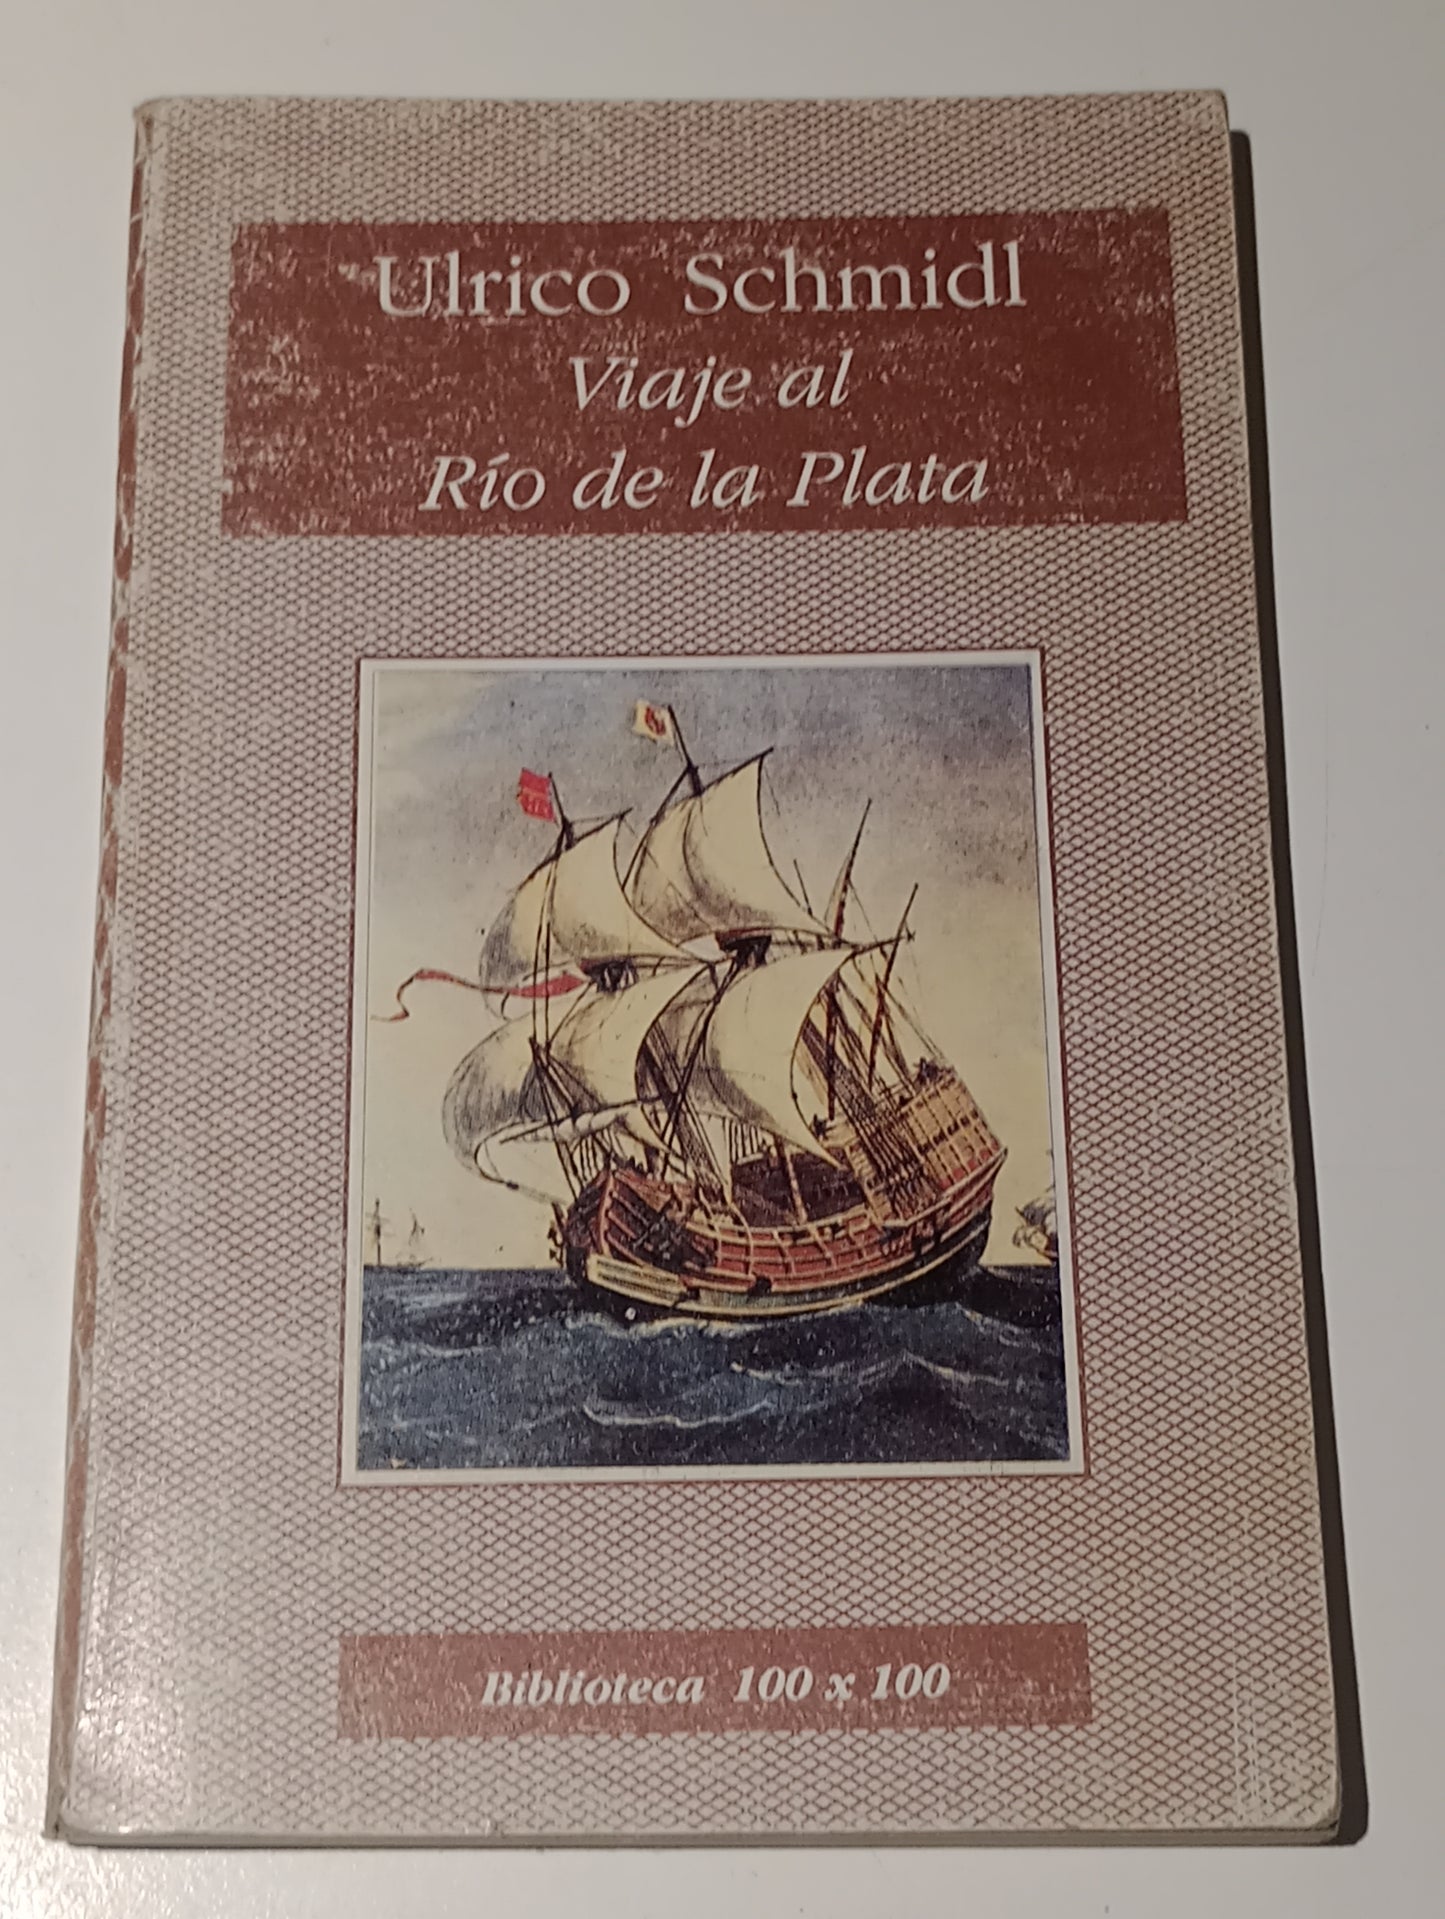 Ulrico Schmidl
Viaje al
Río de la Plata
Biblioteca 100 x 100